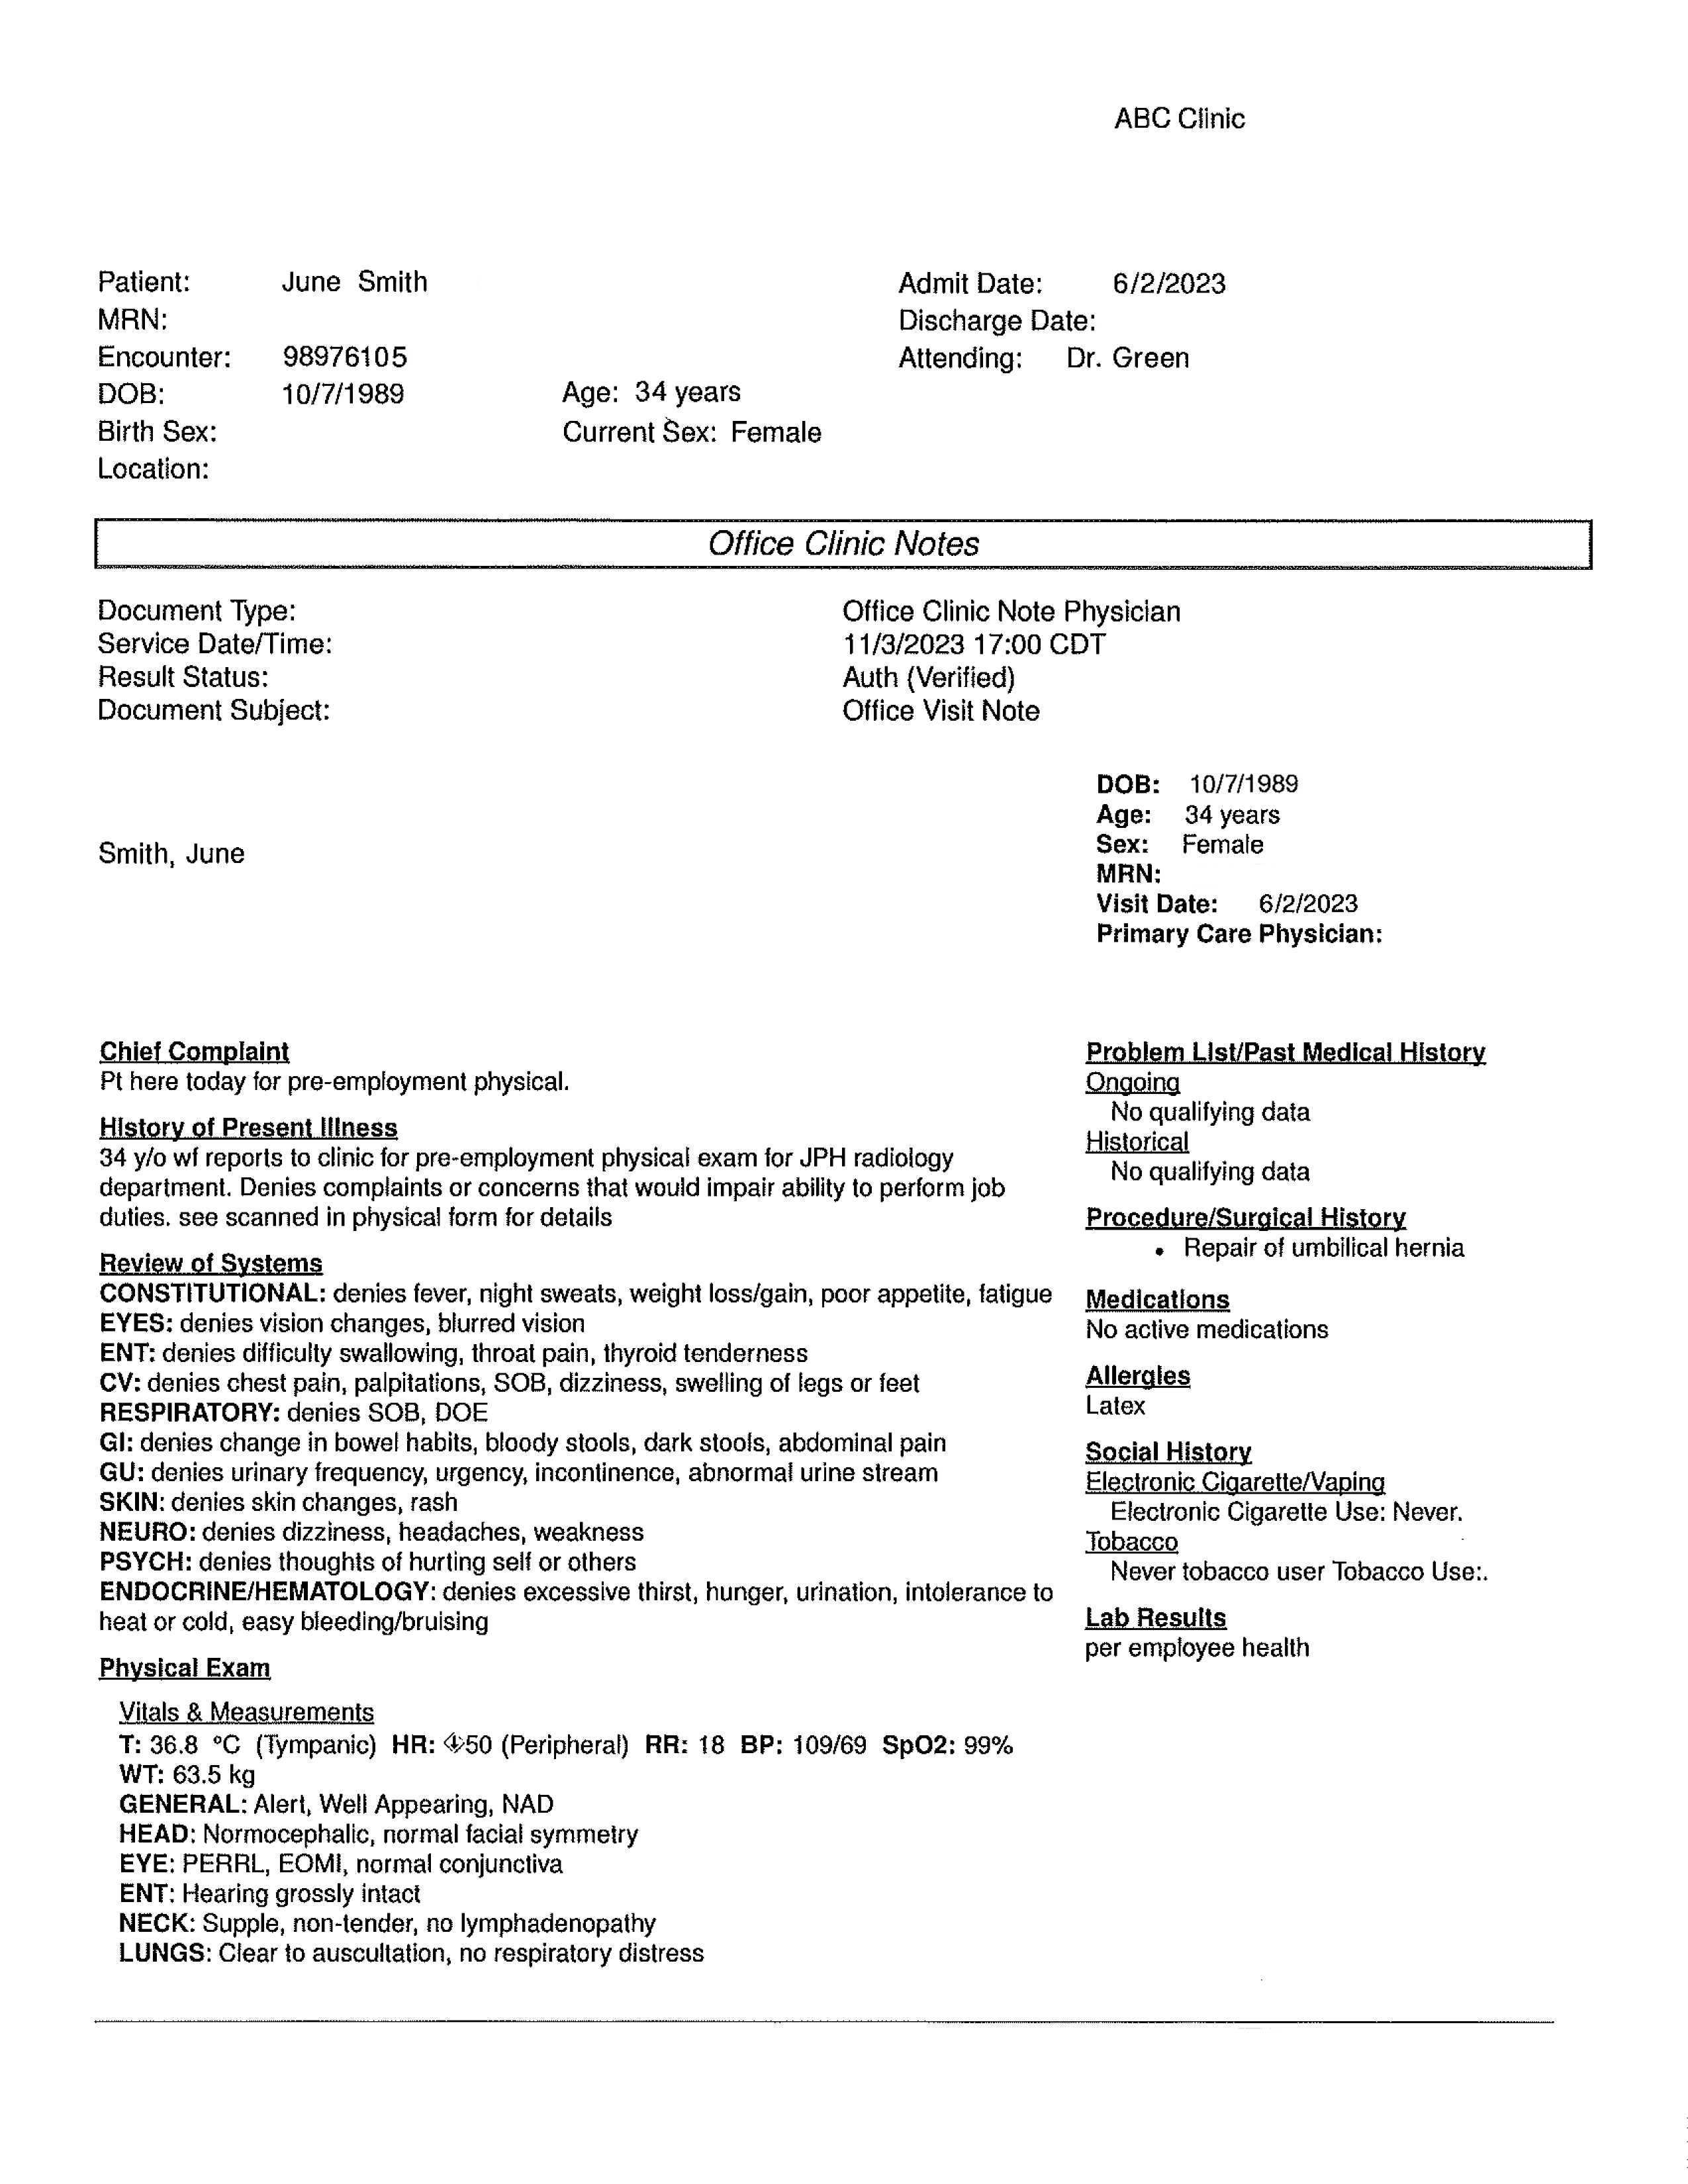 ABC Clinic
Patient: June Smith
Admit Date: 6/2/2023
MRN:
Discharge Date:
Encounter: 98976105
Attending: Dr. Green
DOB: 10/7/1989 Age: 34 years
Birth Sex: Current Sex: Female
Location:
Office Clinic Notes
Document Type: Office Clinic Note Physician
Service Date/Time: 11/3/2023 17:00 CDT
Result Status: Auth (Verified)
Document Subject: Office Visit Note
Smith, June
DOB: 10/7/1989
Age: 34 years
Sex: Female
MRN:
Visit Date: 6/2/2023
Primary Care Physician:
Chief Complaint
Pt here today for pre-employment physical.
History of Present Illness
34 y/o wf reports to clinic for pre-employment physical exam for JPH radiology
department. Denies complaints or concerns that would impair ability to perform job
duties. see scanned in physical form for details
Review of Systems
CONSTITUTIONAL: denies fever, night sweats, weight loss/gain, poor appetite, fatigue
EYES: denies vision changes, blurred vision
ENT: denies difficulty swallowing, throat pain, thyroid tenderness
CV: denies chest pain, palpitations, SOB, dizziness, swelling of legs or feet
RESPIRATORY: denies SOB, DOE
GI: denies change in bowel habits, bloody stools, dark stools, abdominal pain
GU: denies urinary frequency, urgency, incontinence, abnormal urine stream
SKIN: denies skin changes, rash
NEURO: denies dizziness, headaches, weakness
PSYCH: denies thoughts of hurting self or others
ENDOCRINE/HEMATOLOGY: denies excessive thirst, hunger, urination, intolerance to
heat or cold, easy bleeding/bruising
Physical Exam
Vitals & Measurements
T: 36.8 °C (Tympanic) HR: 50 (Peripheral) RR: 18 BP: 109/69 SpO2: 99%
WT: 63.5 kg
GENERAL: Alert, Well Appearing, NAD
HEAD: Normocephalic, normal facial symmetry
EYE: PERRL, EOMI, normal conjunctiva
ENT: Hearing grossly intact
NECK: Supple, non-tender, no lymphadenopathy
LUNGS: Clear to auscultation, no respiratory distress
Problem List/Past Medical History
Ongoing
No qualifying data
Historical
No qualifying data
Procedure/Surgical History
• Repair of umbilical hernia
Medications
No active medications
Allergies
Latex
Social History
Electronic Cigarette/Vaping
Electronic Cigarette Use: Never.
Tobacco
Never tobacco user Tobacco Use:.
Lab Results
per employee health